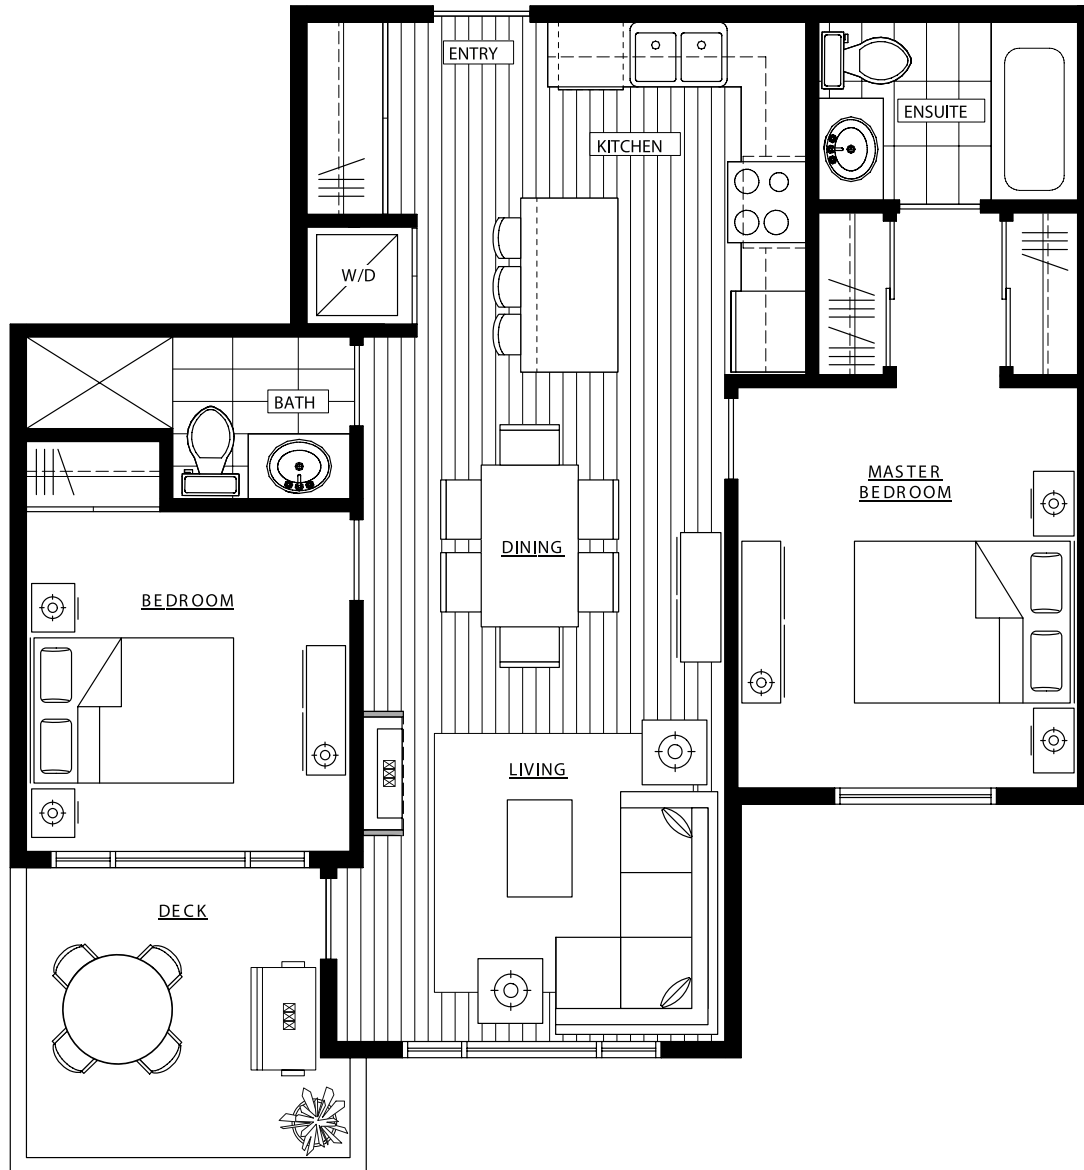 ENTRY
KITCHEN
ENSUITE
W/D
BATH
MASTER
BEDROOM
DINING
BEDROOM
LIVING
DECK